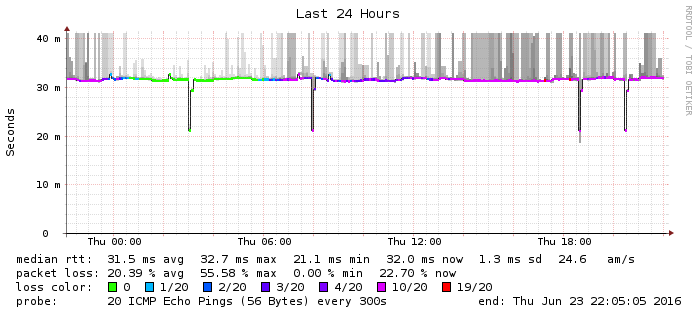 Last 24 Hours
RRDTOOL / TOBI OETIKER
Seconds
40 m
30 m
20 m
10 m
0
Thu 00:00 Thu 06:00 Thu 12:00 Thu 18:00
median rtt: 31.5 ms avg 32.7 ms max 21.1 ms min 32.0 ms now 1.3 ms sd 24.6 am/s
packet loss: 20.39 % avg 55.58 % max 0.00 % min 22.70 % now
loss color: 0 1/20 2/20 3/20 4/20 10/20 19/20
probe: 20 ICMP Echo Pings (56 Bytes) every 300s end: Thu Jun 23 22:05:05 2016